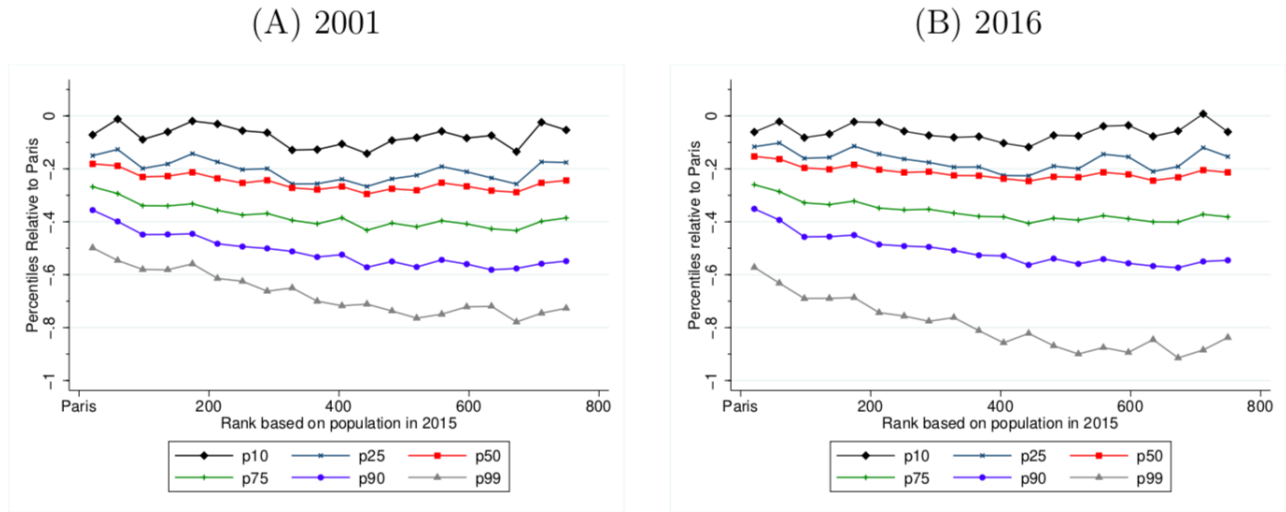 (A) 2001
Percentiles Relative to Paris
0
-.2
-.4
-.6
-.8
-1
Paris 200 400 600 800
Rank based on population in 2015
p10 p25 p50
p75 p90 p99
(B) 2016
Percentiles relative to Paris
0
-.2
-.4
-.6
-.8
-1
Paris 200 400 600 800
Rank based on population in 2015
p10 p25 p50
p75 p90 p99